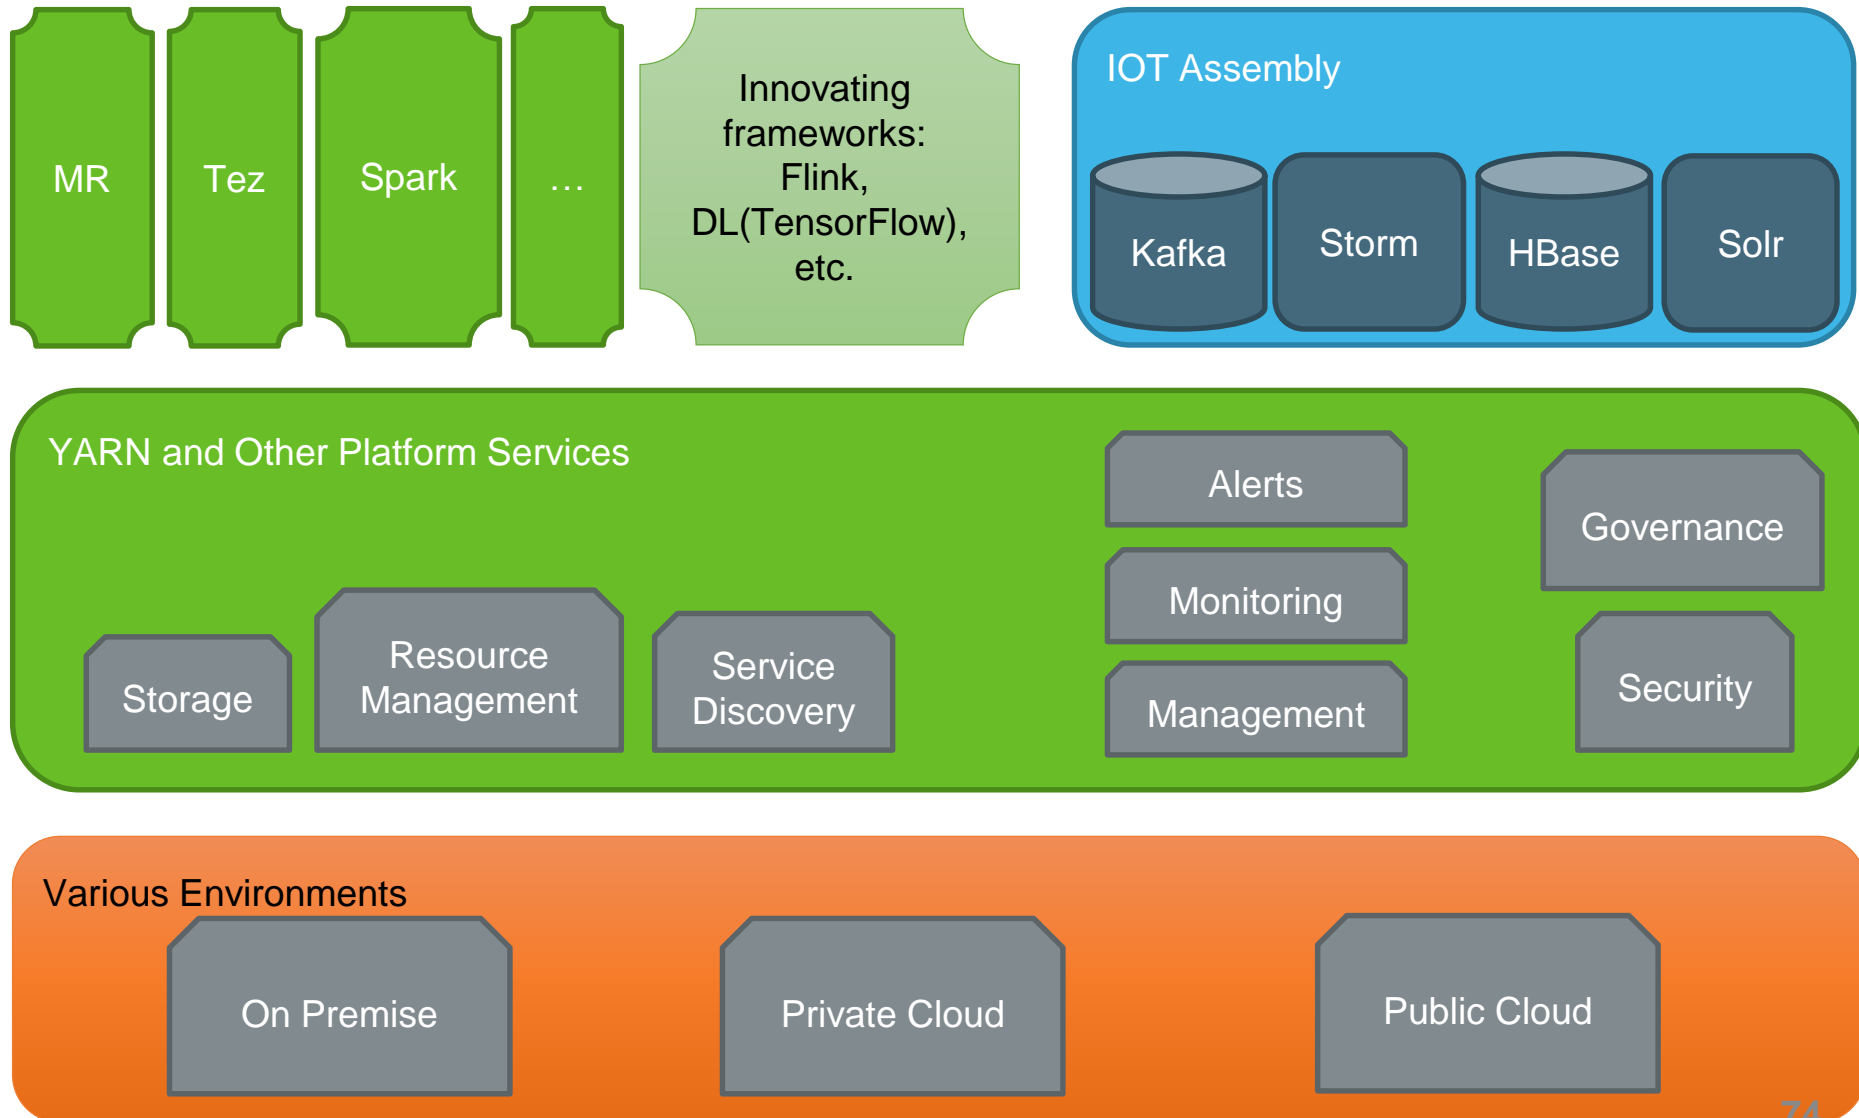 MR
Tez
Spark
…
Innovating
frameworks:
Flink,
DL(TensorFlow),
etc.
IOT Assembly
Kafka
Storm
HBase
Solr
YARN and Other Platform Services
Storage
Resource
Management
Service
Discovery
Alerts
Monitoring
Management
Governance
Security
Various Environments
On Premise
Private Cloud
Public Cloud
74